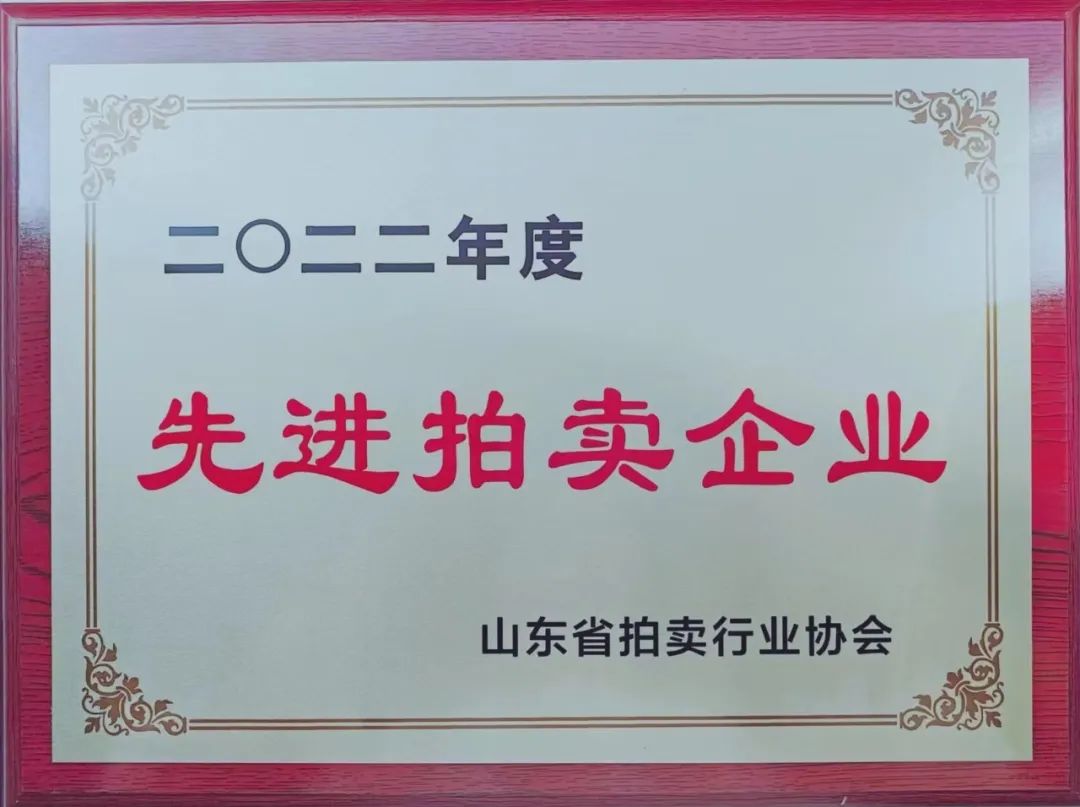 二〇二二年度
先进拍卖企业
山东省拍卖行业协会